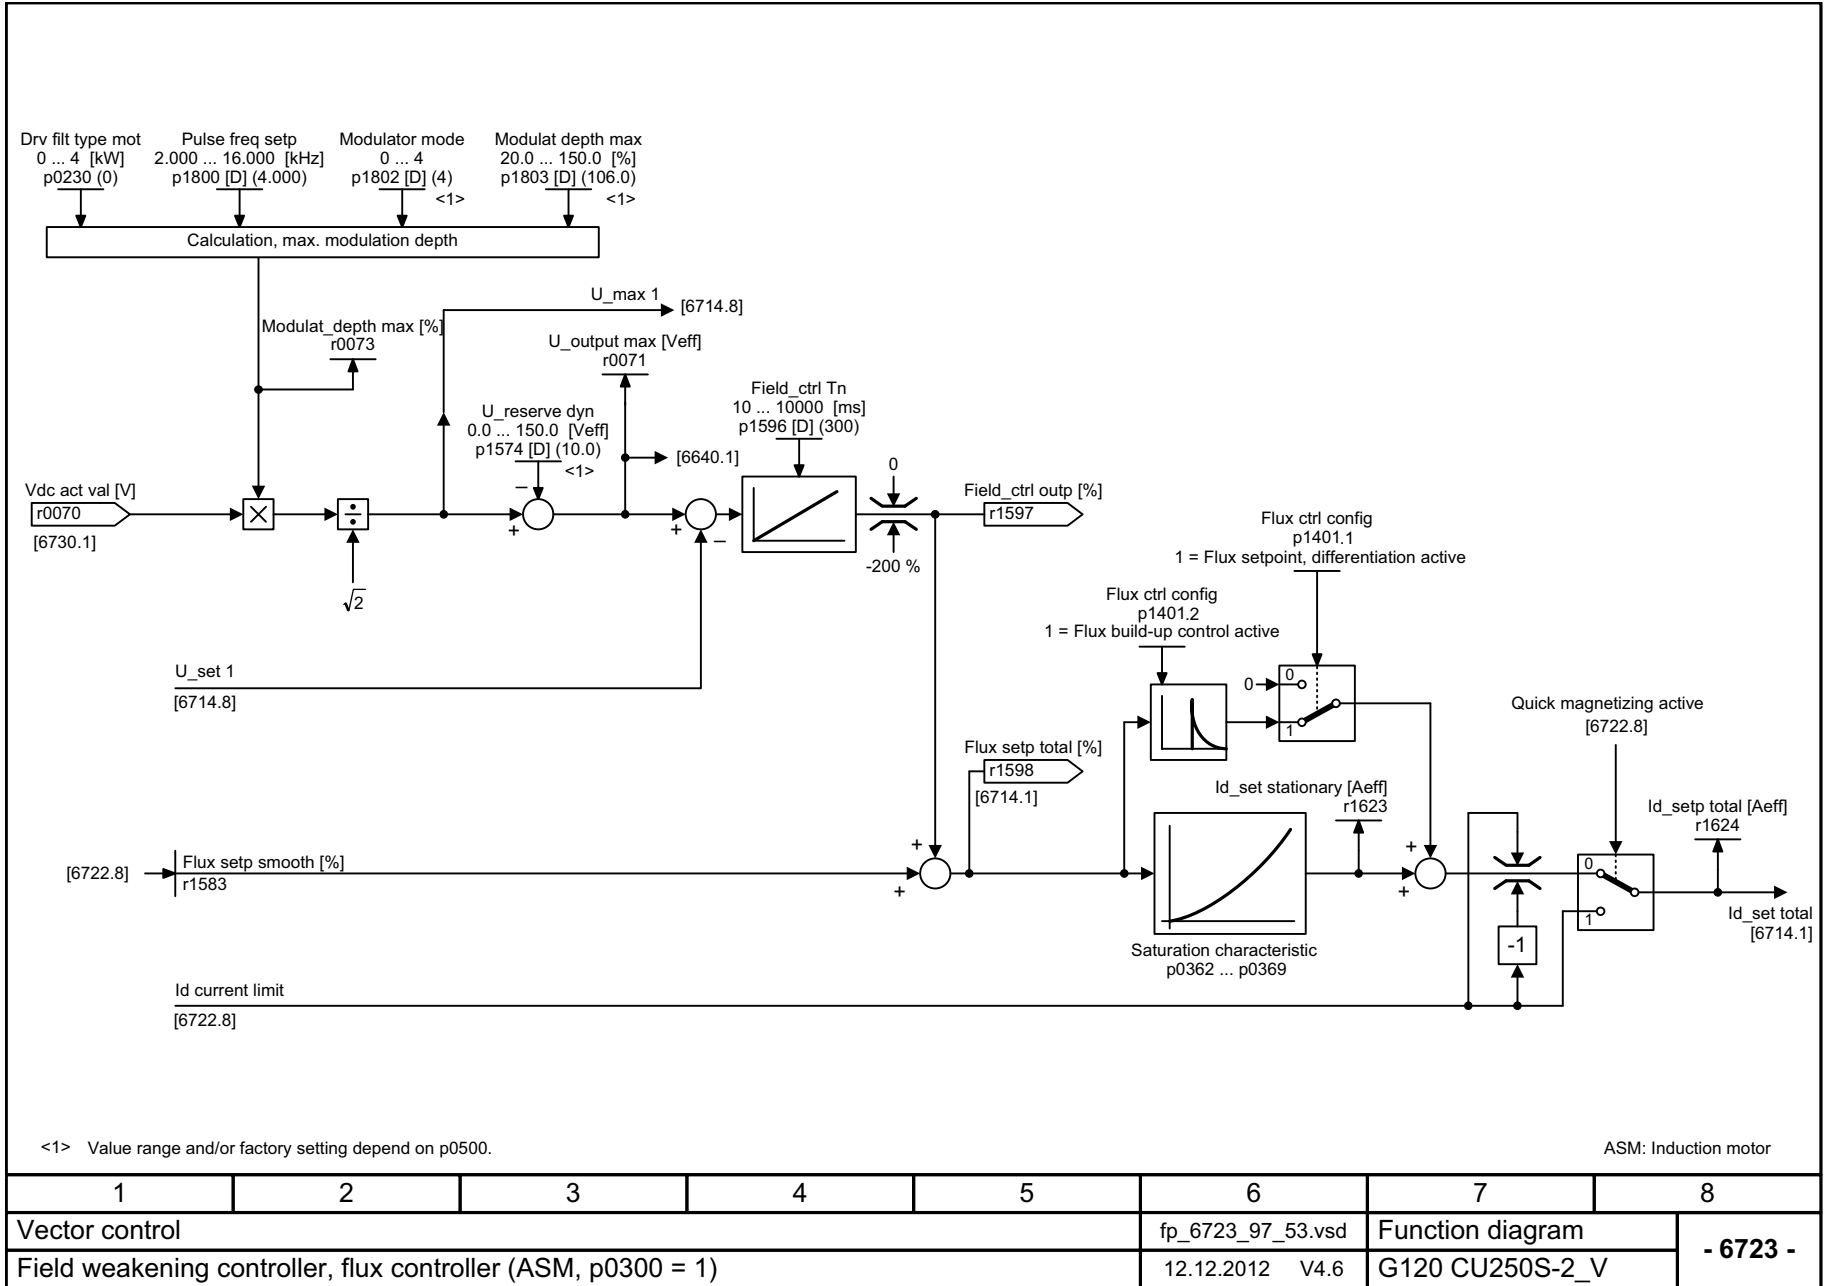 Drv filt type mot
0 ... 4 [kW]
p0230 (0)
Pulse freq setp
2.000 ... 16.000 [kHz]
p1800 [D] (4.000)
Modulator mode
0 ... 4
p1802 [D] (4)
<1>
Modulat depth max
20.0 ... 150.0 [%]
p1803 [D] (106.0)
<1>
Calculation, max. modulation depth
U_max 1
[6714.8]
Modulat_depth max [%]
r0073
U_output max [Veff]
r0071
U_reserve dyn
0.0 ... 150.0 [Veff]
p1574 [D] (10.0)
<1>
[6640.1]
Field_ctrl Tn
10 ... 10000 [ms]
p1596 [D] (300)
Vdc act val [V]
r0070
[6730.1]
×
÷
√2
−
+
+
−
0
-200 %
Field_ctrl outp [%]
r1597
Flux ctrl config
p1401.1
1 = Flux setpoint, differentiation active
Flux ctrl config
p1401.2
1 = Flux build-up control active
0
0
1
U_set 1
[6714.8]
Quick magnetizing active
[6722.8]
Flux setp total [%]
r1598
[6714.1]
Id_set stationary [Aeff]
r1623
Id_setp total [Aeff]
r1624
[6722.8]
Flux setp smooth [%]
r1583
+
+
+
+
0
1
Id_set total
[6714.1]
-1
Saturation characteristic
p0362 ... p0369
Id current limit
[6722.8]
<1> Value range and/or factory setting depend on p0500.
ASM: Induction motor
1 2 3 4 5 6 7 8
Vector control
fp_6723_97_53.vsd
Function diagram
- 6723 -
Field weakening controller, flux controller (ASM, p0300 = 1)
12.12.2012 V4.6
G120 CU250S-2_V